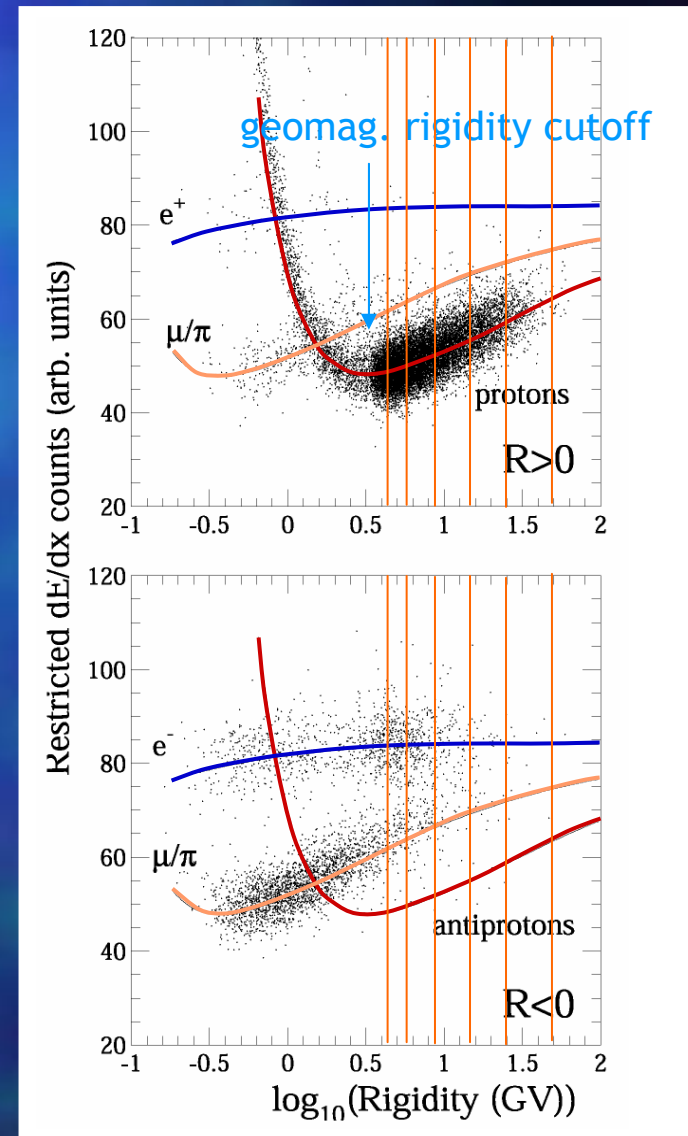 Restricted dE/dx counts (arb. units)
120
100
80
60
40
20
geomag. rigidity cutoff
e⁺
μ/π
protons
R>0
-1 -0.5 0 0.5 1 1.5 2
120
100
80
60
40
20
e⁻
μ/π
antiprotons
R<0
-1 -0.5 0 0.5 1 1.5 2
log₁₀(Rigidity (GV))